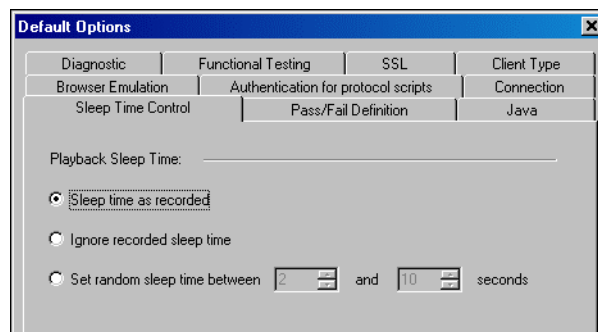 Default Options
Diagnostic Functional Testing SSL Client Type
Browser Emulation Authentication for protocol scripts Connection
Sleep Time Control Pass/Fail Definition Java
Playback Sleep Time:
Sleep time as recorded
Ignore recorded sleep time
Set random sleep time between 2 and 10 seconds